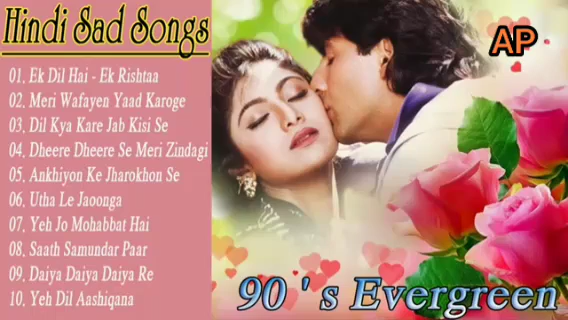 Hindi Sad Songs
AP
01. Ek Dil Hai - Ek Rishtaa
02. Meri Wafayen Yaad Karoge
03. Dil Kya Kare Jab Kisi Se
04. Dheere Dheere Se Meri Zindagi
05. Ankhiyon Ke Jharokhon Se
06. Utha Le Jaoonga
07. Yeh Jo Mohabbat Hai
08. Saath Samundar Paar
09. Daiya Daiya Daiya Re
10. Yeh Dil Aashiqana
90 ' s Evergreen